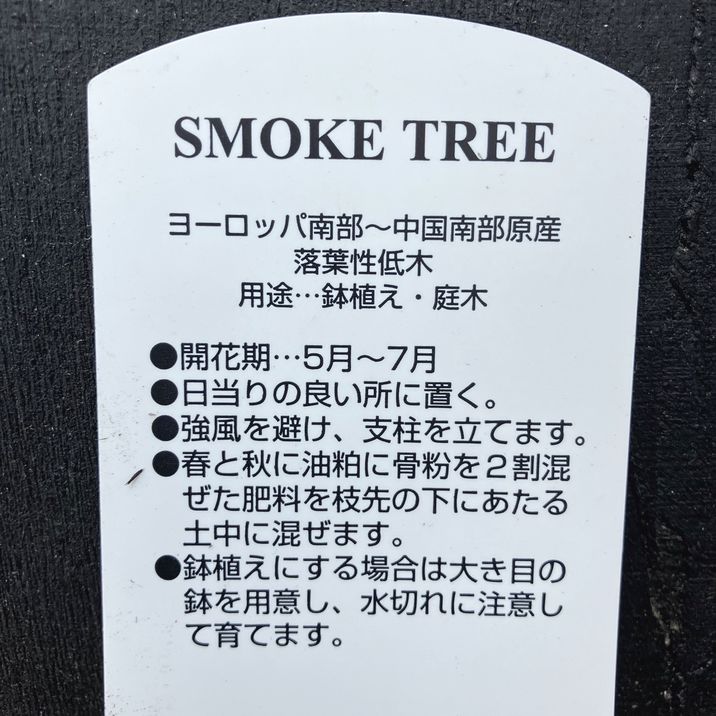 SMOKE TREE
ヨーロッパ南部～中国南部原産
落葉性低木
用途…鉢植え・庭木
●開花期…5月～7月
●日当りの良い所に置く。
●強風を避け、支柱を立てます。
●春と秋に油粕に骨粉を２割混
ぜた肥料を枝先の下にあたる
土中に混ぜます。
●鉢植えにする場合は大き目の
鉢を用意し、水切れに注意し
て育てます。